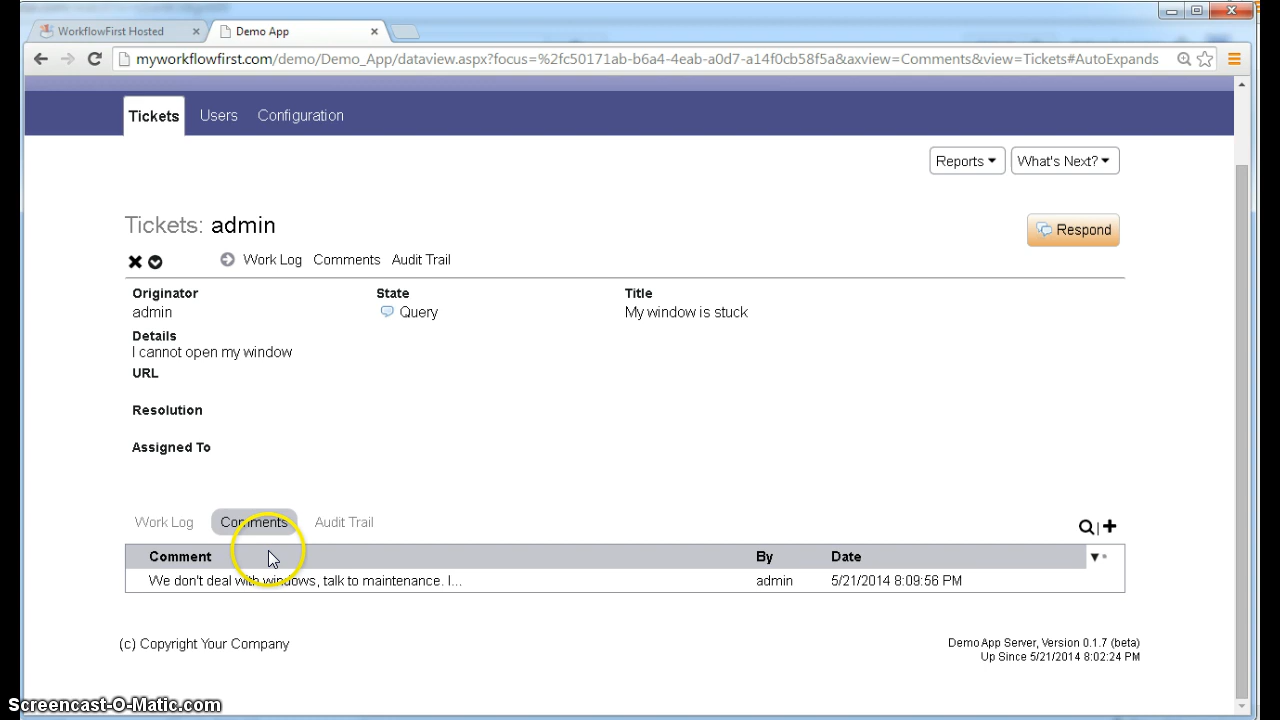 WorkflowFirst Hosted
Demo App
myworkflowfirst.com/demo/Demo_App/dataview.aspx?focus=%2fc50171ab-b6a4-4eab-a0d7-a14f0cb58f5a&axview=Comments&view=Tickets#AutoExpands
Tickets Users Configuration
Reports What's Next?
Tickets: admin
Respond
Work Log Comments Audit Trail
Originator State Title
admin Query My window is stuck
Details
I cannot open my window
URL
Resolution
Assigned To
Work Log Comments Audit Trail
Comment By Date
We don't deal with windows, talk to maintenance. I... admin 5/21/2014 8:09:56 PM
(c) Copyright Your Company
Demo App Server, Version 0.1.7 (beta)
Up Since 5/21/2014 8:02:24 PM
Screencast-O-Matic.com